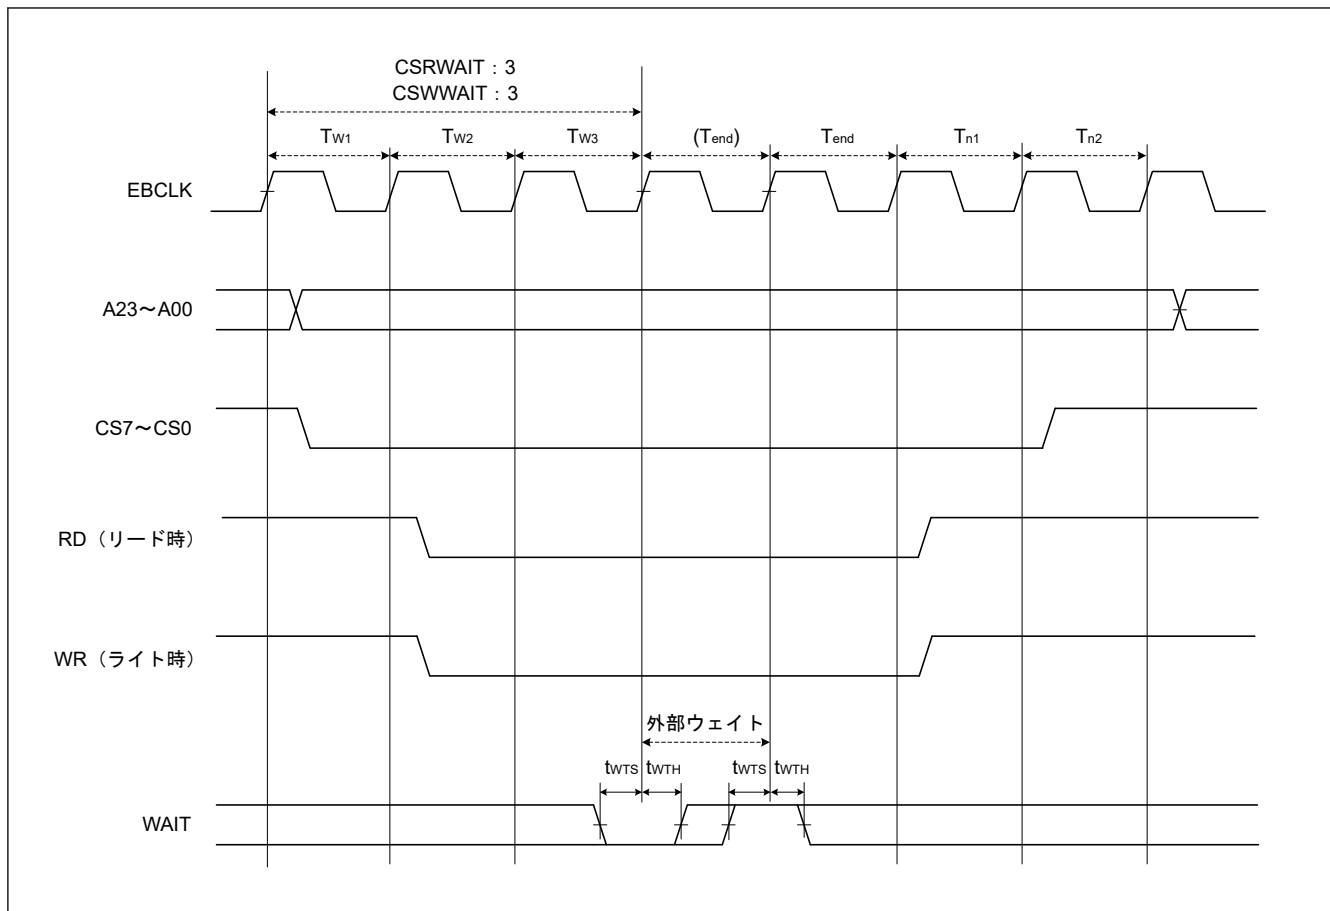 CSRWAIT：3
CSWWAIT：3
TW1 TW2 TW3 (Tend) Tend Tn1 Tn2
EBCLK
A23～A00
CS7～CS0
RD（リード時）
WR（ライト時）
外部ウェイト
tWTS tWTH tWTS tWTH
WAIT